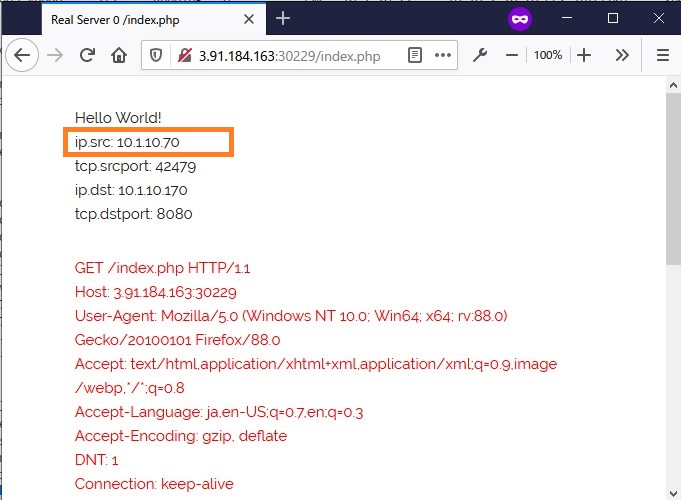 Real Server 0 /index.php
3.91.184.163:30229/index.php
100%
Hello World!
ip.src: 10.1.10.70
tcp.srcport: 42479
ip.dst: 10.1.10.170
tcp.dstport: 8080
GET /index.php HTTP/1.1
Host: 3.91.184.163:30229
User-Agent: Mozilla/5.0 (Windows NT 10.0; Win64; x64; rv:88.0)
Gecko/20100101 Firefox/88.0
Accept: text/html,application/xhtml+xml,application/xml;q=0.9,image
/webp,*/*;q=0.8
Accept-Language: ja,en-US;q=0.7,en;q=0.3
Accept-Encoding: gzip, deflate
DNT: 1
Connection: keep-alive